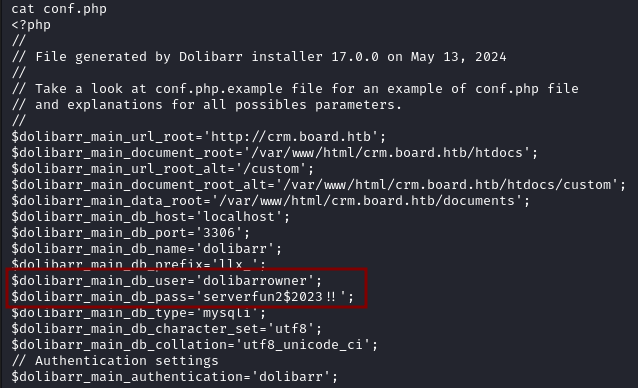 cat conf.php
<?php
//
// File generated by Dolibarr installer 17.0.0 on May 13, 2024
//
// Take a look at conf.php.example file for an example of conf.php file
// and explanations for all possibles parameters.
//
$dolibarr_main_url_root='http://crm.board.htb';
$dolibarr_main_document_root='/var/www/html/crm.board.htb/htdocs';
$dolibarr_main_url_root_alt='/custom';
$dolibarr_main_document_root_alt='/var/www/html/crm.board.htb/htdocs/custom';
$dolibarr_main_data_root='/var/www/html/crm.board.htb/documents';
$dolibarr_main_db_host='localhost';
$dolibarr_main_db_port='3306';
$dolibarr_main_db_name='dolibarr';
$dolibarr_main_db_prefix='llx_';
$dolibarr_main_db_user='dolibarrowner';
$dolibarr_main_db_pass='serverfun2$2023!!';
$dolibarr_main_db_type='mysqli';
$dolibarr_main_db_character_set='utf8';
$dolibarr_main_db_collation='utf8_unicode_ci';
// Authentication settings
$dolibarr_main_authentication='dolibarr';